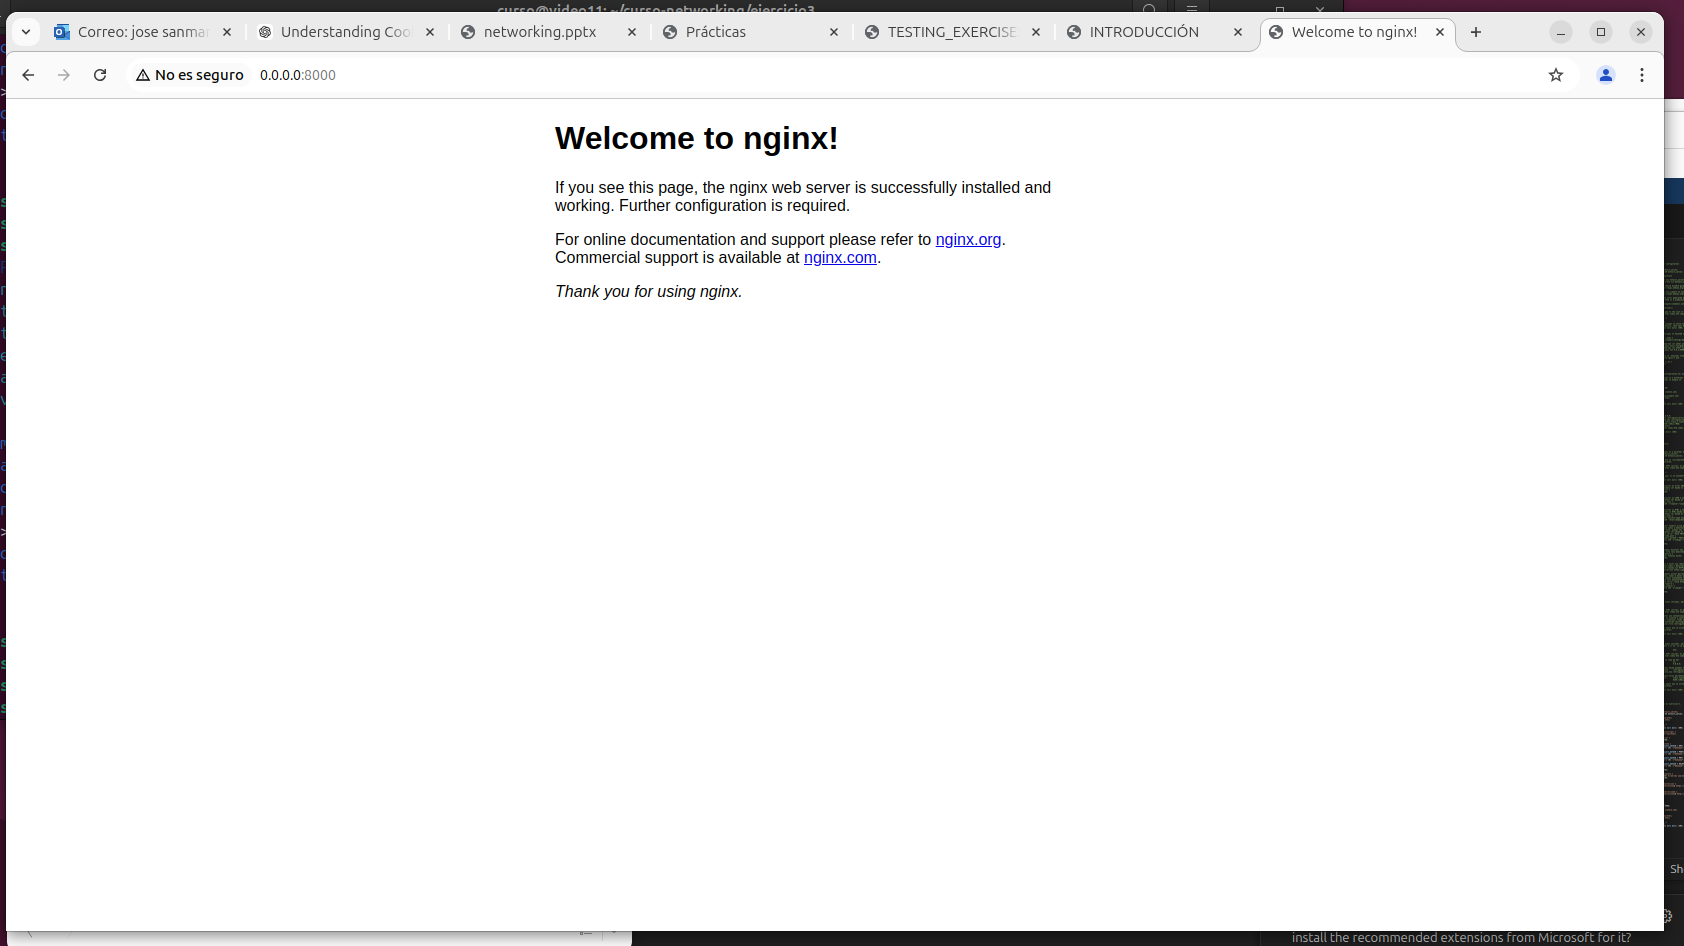 curso@video11: ~/curso-networking/ejercicio3
Correo: jose sanmar
Understanding Coo
networking.pptx
Prácticas
TESTING_EXERCISE
INTRODUCCIÓN
Welcome to nginx!
No es seguro
0.0.0.0:8000
Welcome to nginx!
If you see this page, the nginx web server is successfully installed and
working. Further configuration is required.
For online documentation and support please refer to nginx.org.
Commercial support is available at nginx.com.
Thank you for using nginx.
Sh
install the recommended extensions from Microsoft for it?